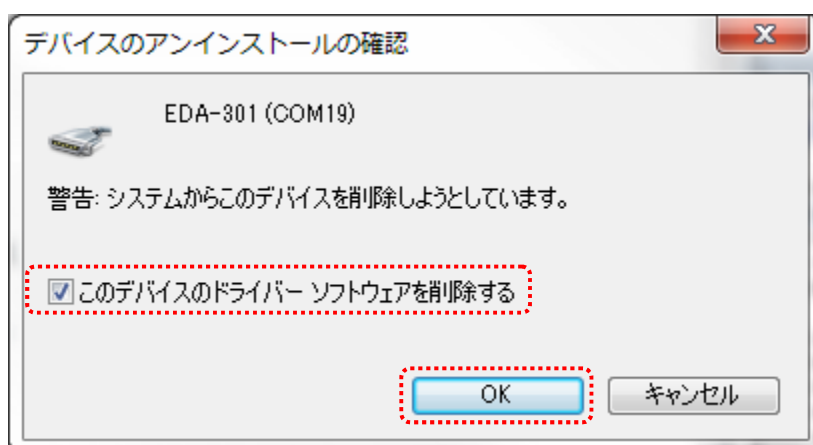 デバイスのアンインストールの確認
EDA-301 (COM19)
警告: システムからこのデバイスを削除しようとしています。
このデバイスのドライバー ソフトウェアを削除する
OK
キャンセル